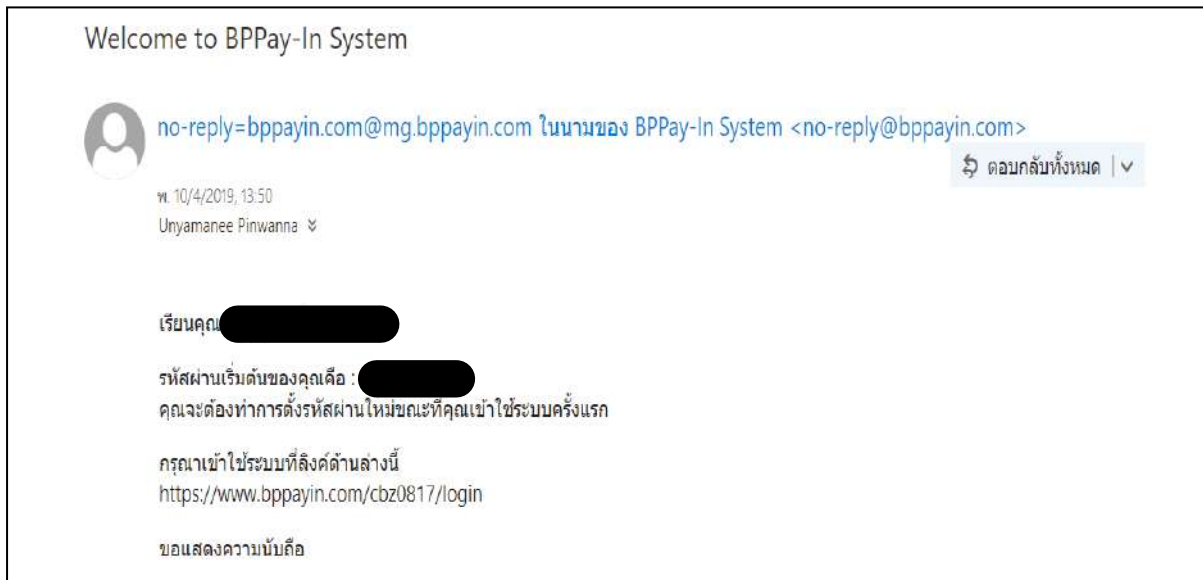 Welcome to BPPay-In System
no-reply=bppayin.com@mg.bppayin.com ในนามของ BPPay-In System <no-reply@bppayin.com>
ตอบกลับทั้งหมด
พ. 10/4/2019, 13:50
Unyamanee Pinwanna
เรียนคุณ
รหัสผ่านเริ่มต้นของคุณคือ :
คุณจะต้องทำการตั้งรหัสผ่านใหม่ขณะที่คุณเข้าใช้ระบบครั้งแรก
กรุณาเข้าใช้ระบบที่ลิงค์ด้านล่างนี้
https://www.bppayin.com/cbz0817/login
ขอแสดงความนับถือ